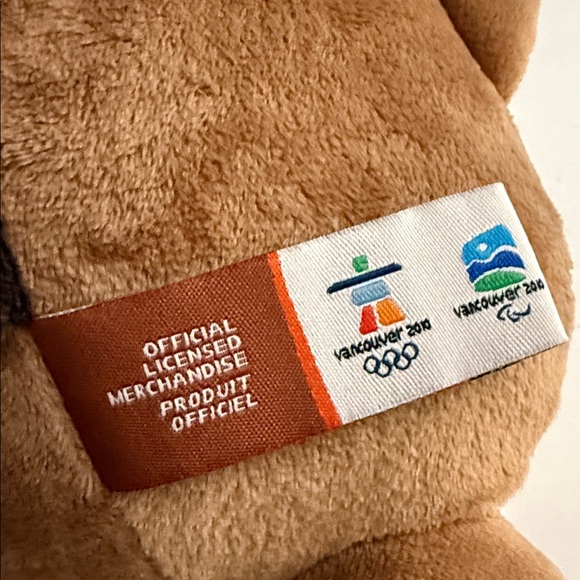 OFFICIAL
LICENSED
MERCHANDISE
PRODUIT
OFFICIEL
vancouver 2010
vancouver 2010